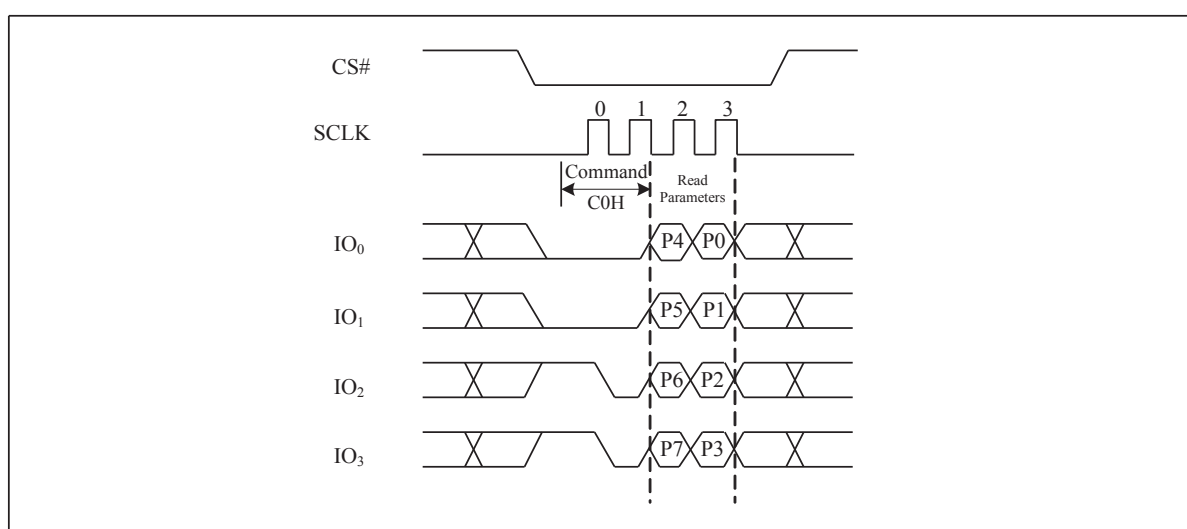 CS#
0 1 2 3
SCLK
Command
C0H
Read
Parameters
IO0 P4 P0
IO1 P5 P1
IO2 P6 P2
IO3 P7 P3